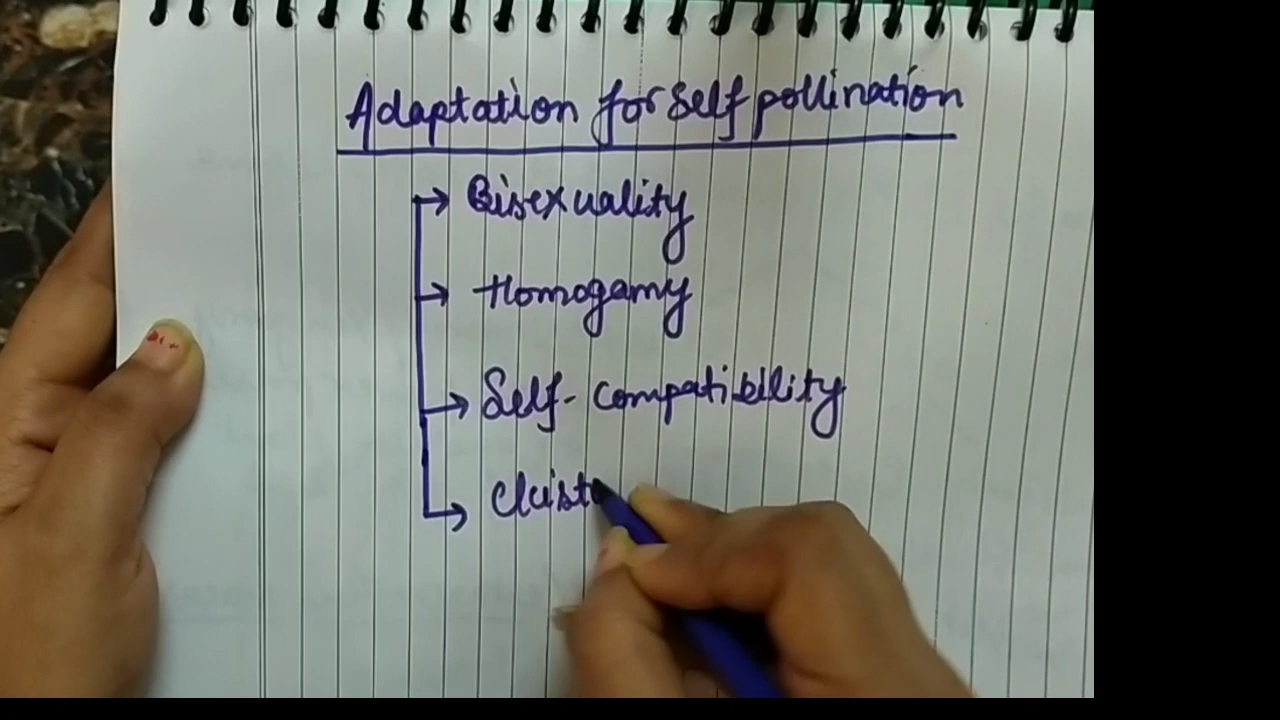 Adaptation for self pollination
Bisexuality
Homogamy
Self-compatibility
Cleist